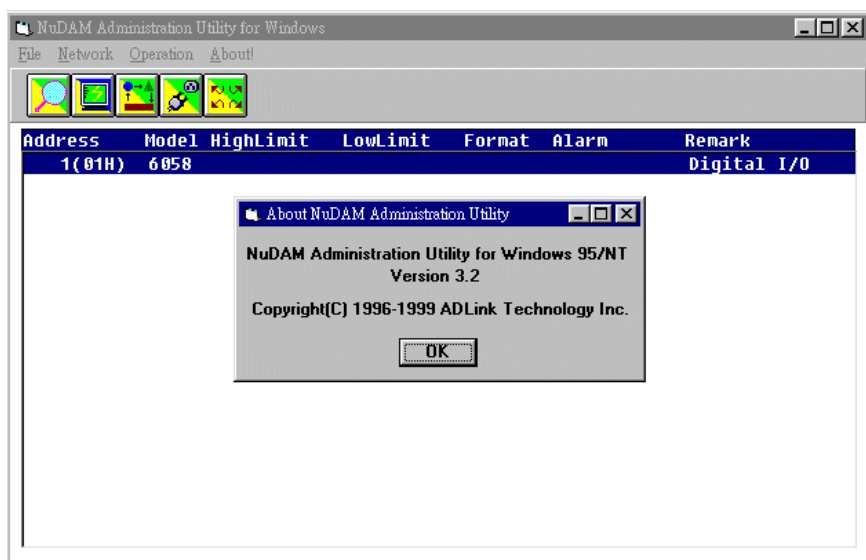 NuDAM Administration Utility for Windows
File Network Operation About!
Address Model HighLimit LowLimit Format Alarm Remark
1(01H) 6058 Digital I/O
About NuDAM Administration Utility
NuDAM Administration Utility for Windows 95/NT
Version 3.2
Copyright(C) 1996-1999 ADLink Technology Inc.
OK